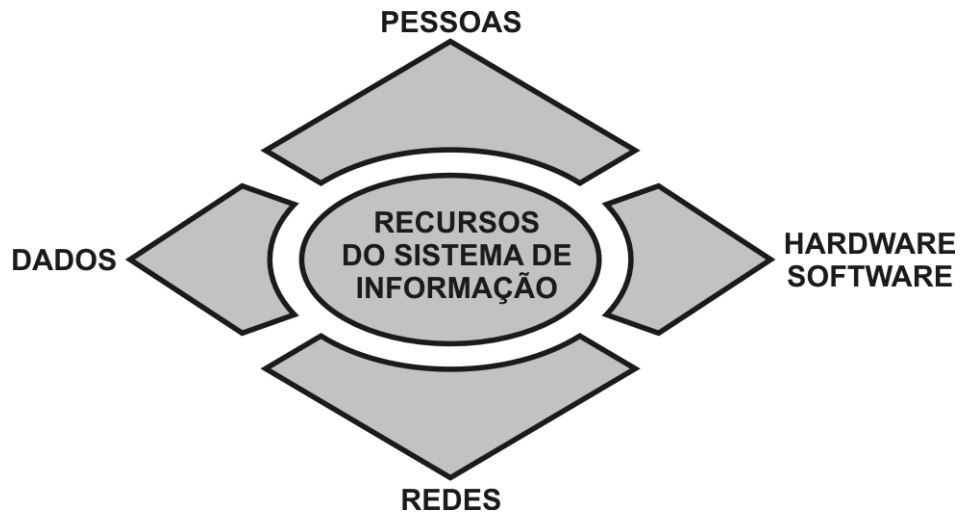 PESSOAS
RECURSOS
DO SISTEMA DE
INFORMAÇÃO
DADOS
HARDWARE
SOFTWARE
REDES